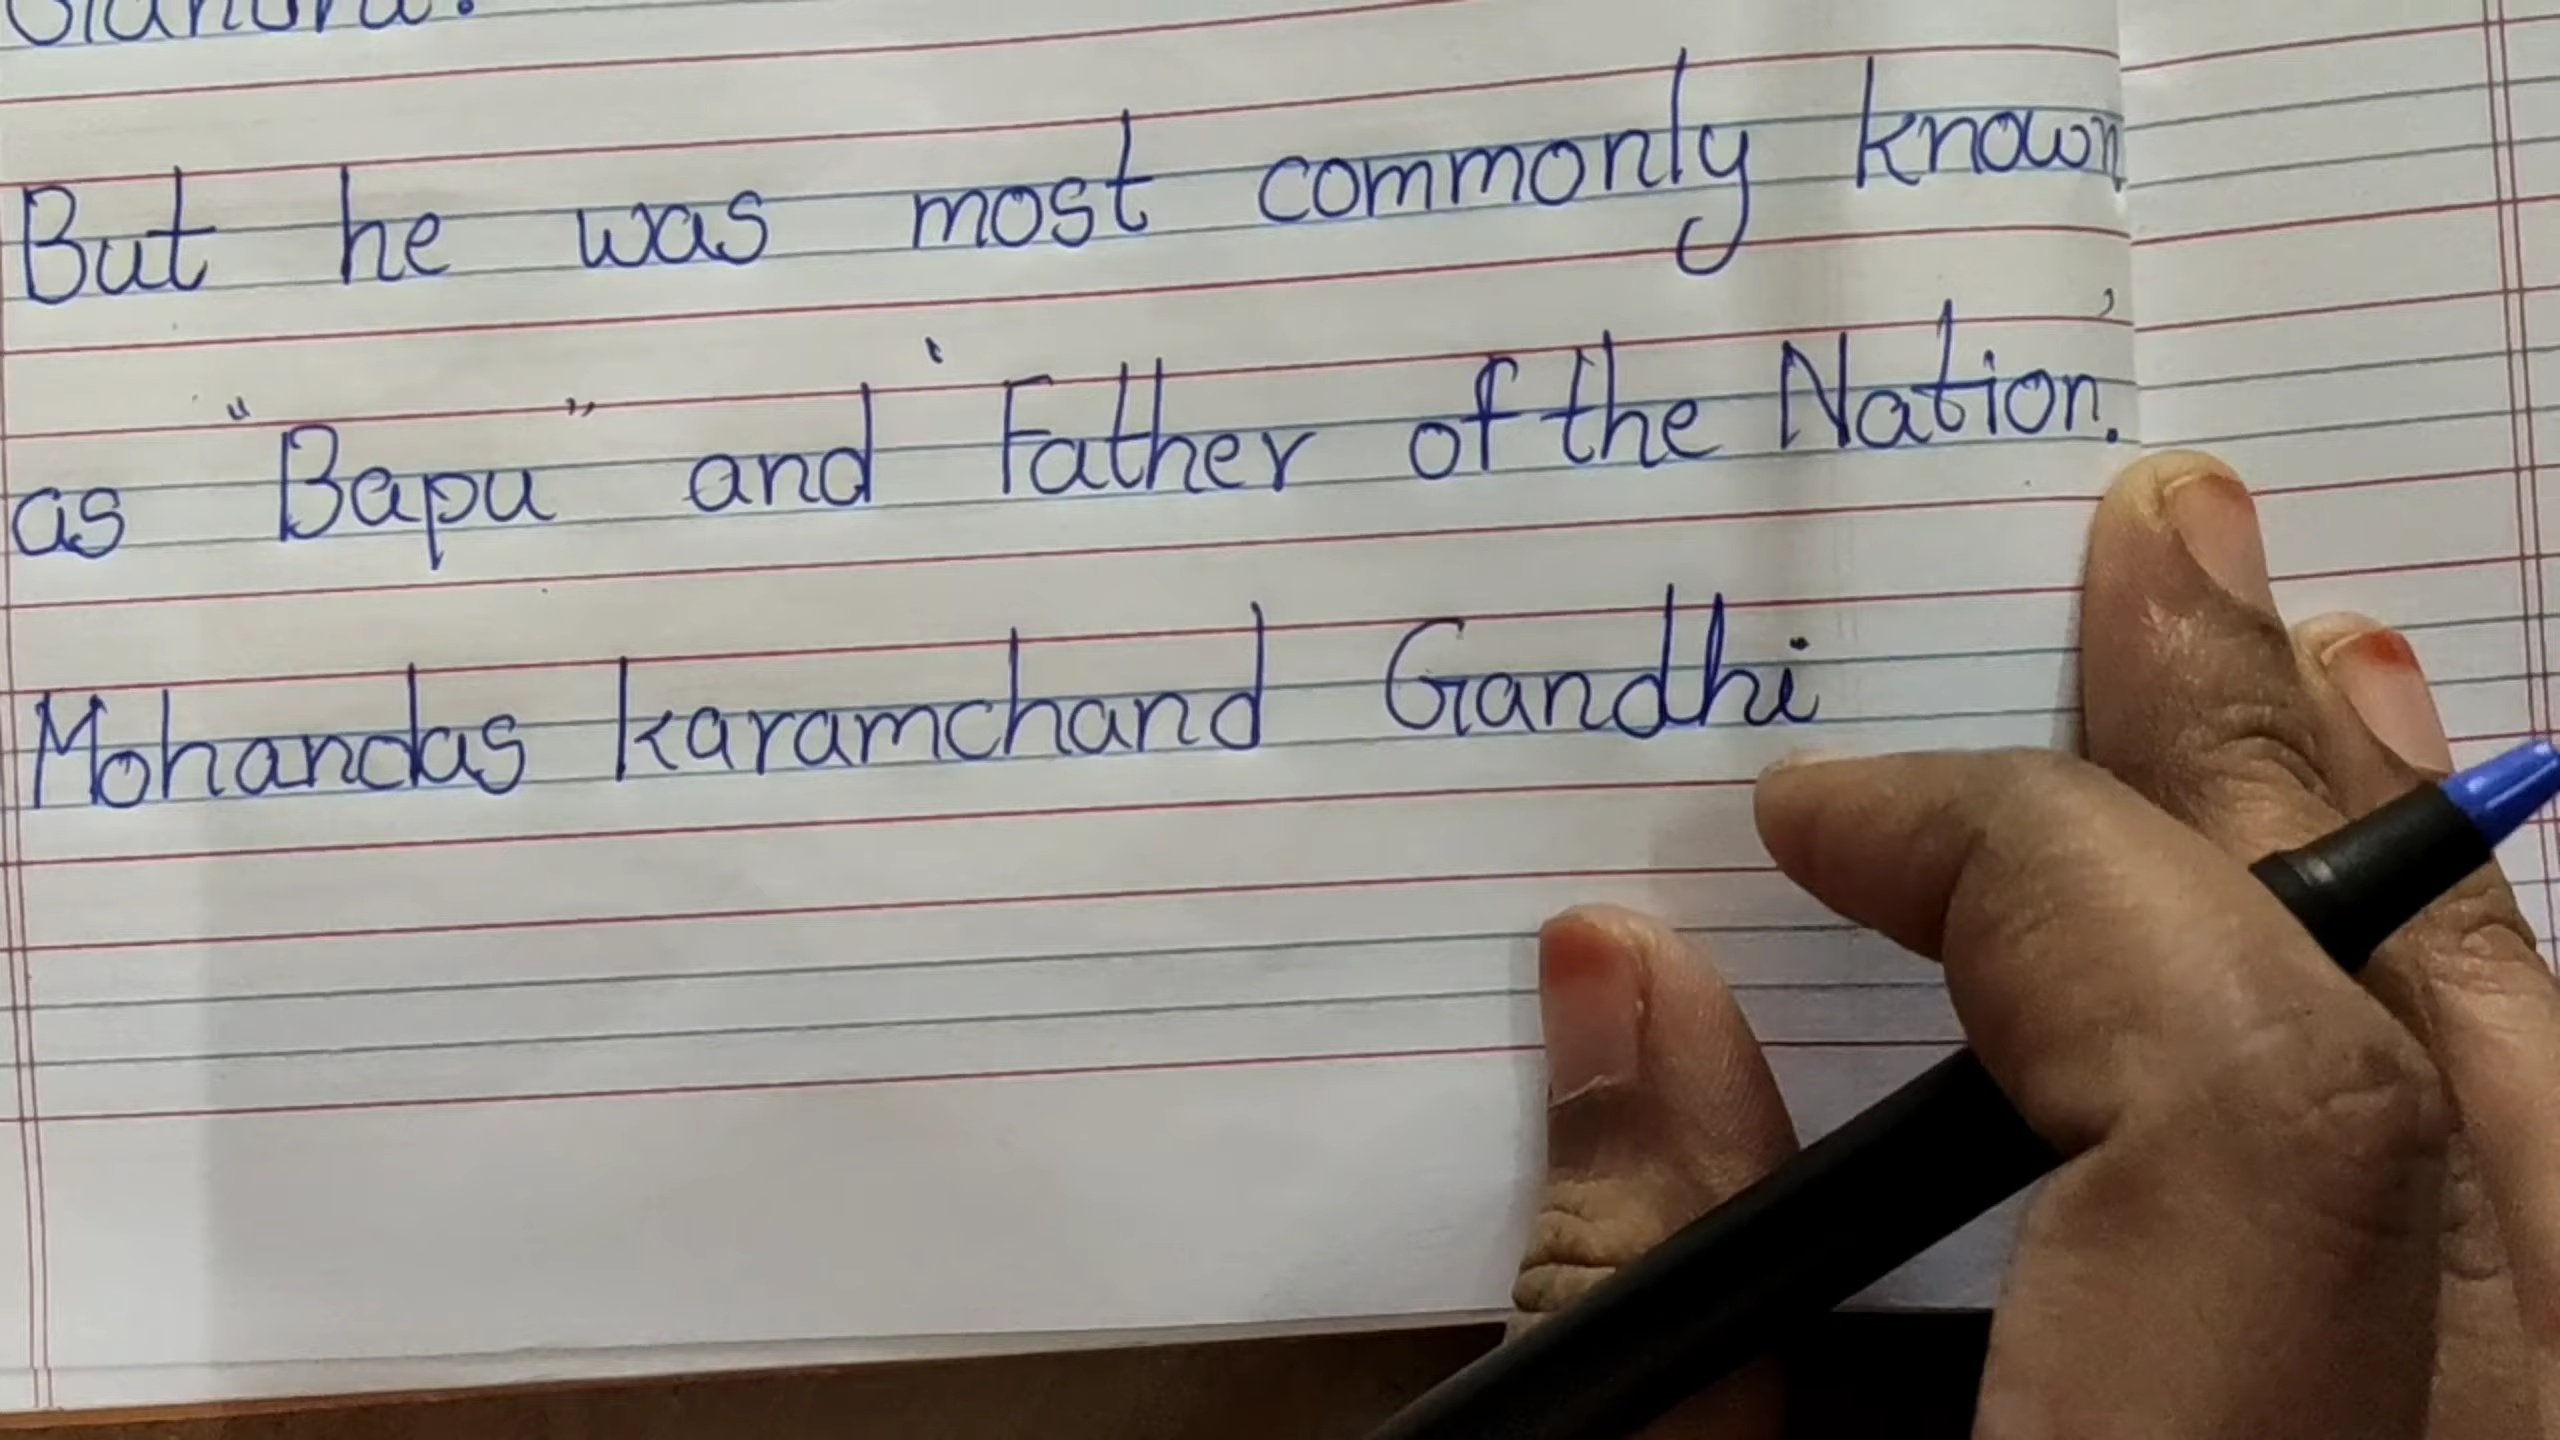 But he was most commonly known
as "Bapu" and 'Father of the Nation.'
Mohandas karamchand Gandhi